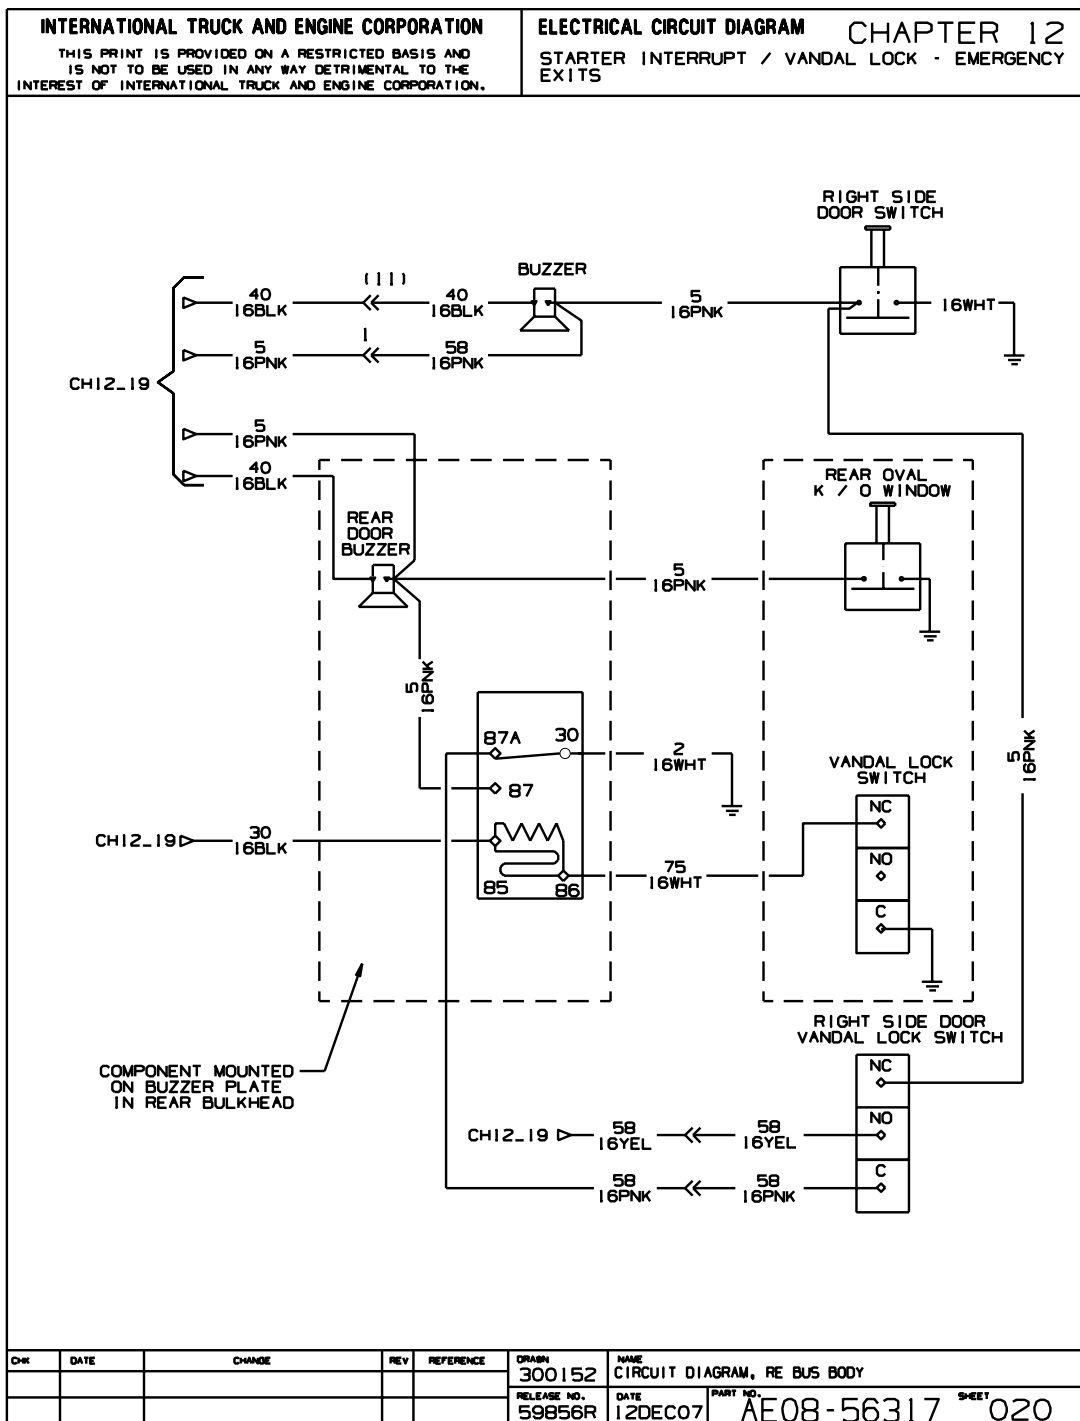 INTERNATIONAL TRUCK AND ENGINE CORPORATION
THIS PRINT IS PROVIDED ON A RESTRICTED BASIS AND
IS NOT TO BE USED IN ANY WAY DETRIMENTAL TO THE
INTEREST OF INTERNATIONAL TRUCK AND ENGINE CORPORATION.
ELECTRICAL CIRCUIT DIAGRAM CHAPTER 12
STARTER INTERRUPT / VANDAL LOCK - EMERGENCY
EXITS
RIGHT SIDE
DOOR SWITCH
BUZZER
(11)
40
16BLK
40
16BLK
5
16PNK
16WHT
1
5
16PNK
58
16PNK
CH12_19
5
16PNK
40
16BLK
REAR OVAL
K / O WINDOW
REAR
DOOR
BUZZER
5
16PNK
5
16PNK
87A
30
2
16WHT
5
16PNK
VANDAL LOCK
SWITCH
87
NC
CH12_19
30
16BLK
NO
75
16WHT
85
86
C
RIGHT SIDE DOOR
VANDAL LOCK SWITCH
COMPONENT MOUNTED
ON BUZZER PLATE
IN REAR BULKHEAD
NC
CH12_19
58
16YEL
58
16YEL
NO
58
16PNK
58
16PNK
C
CHK DATE CHANGE REV REFERENCE
DRAWN
300152
NAME
CIRCUIT DIAGRAM, RE BUS BODY
RELEASE NO.
59856R
DATE
12DEC07
PART NO.
AE08-56317
SHEET
020